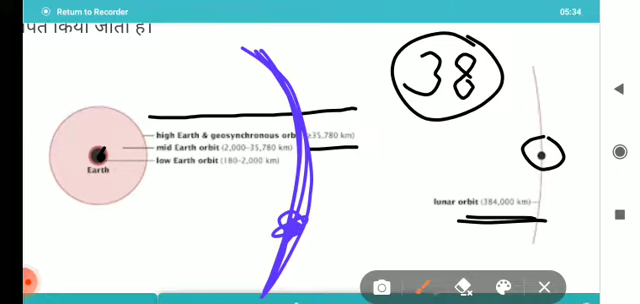 Return to Recorder
05:34
किया जाता है।
38
high Earth & geosynchronous orb ≥35,780 km)
mid Earth orbit (2,000–35,780 km)
low Earth orbit (180-2,000 km)
Earth
lunar orbit (384,000 km)